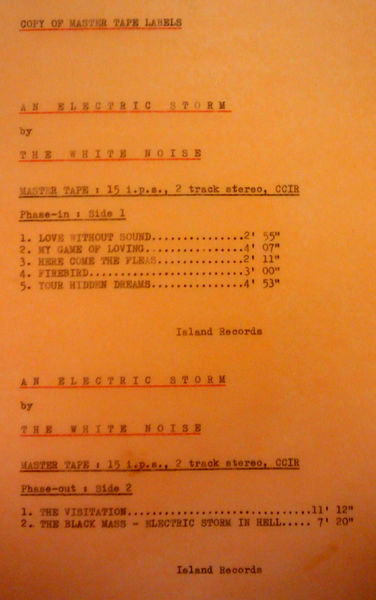 COPY OF MASTER TAPE LABELS
AN ELECTRIC STORM
by
THE WHITE NOISE
MASTER TAPE : 15 i.p.s., 2 track stereo, CCIR
Phase-in : Side 1
1. LOVE WITHOUT SOUND...............2' 55"
2. MY GAME OF LOVING................4' 07"
3. HERE COME THE FLEAS..............2' 11"
4. FIREBIRD.........................3' 00"
5. YOUR HIDDEN DREAMS...............4' 53"
Island Records
AN ELECTRIC STORM
by
THE WHITE NOISE
MASTER TAPE : 15 i.p.s., 2 track stereo, CCIR
Phase-out : Side 2
1. THE VISITATION..............................11' 12"
2. THE BLACK MASS - ELECTRIC STORM IN HELL..... 7' 20"
Island Records